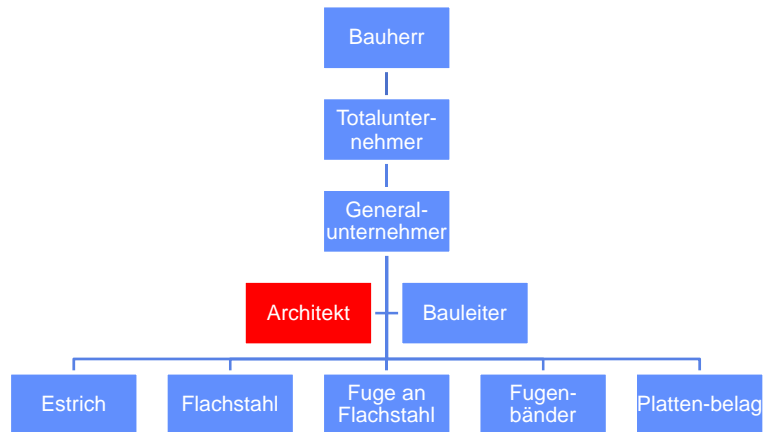 Bauherr
Totalunter-
nehmer
General-
unternehmer
Architekt
Bauleiter
Estrich
Flachstahl
Fuge an
Flachstahl
Fugen-
bänder
Platten-belag